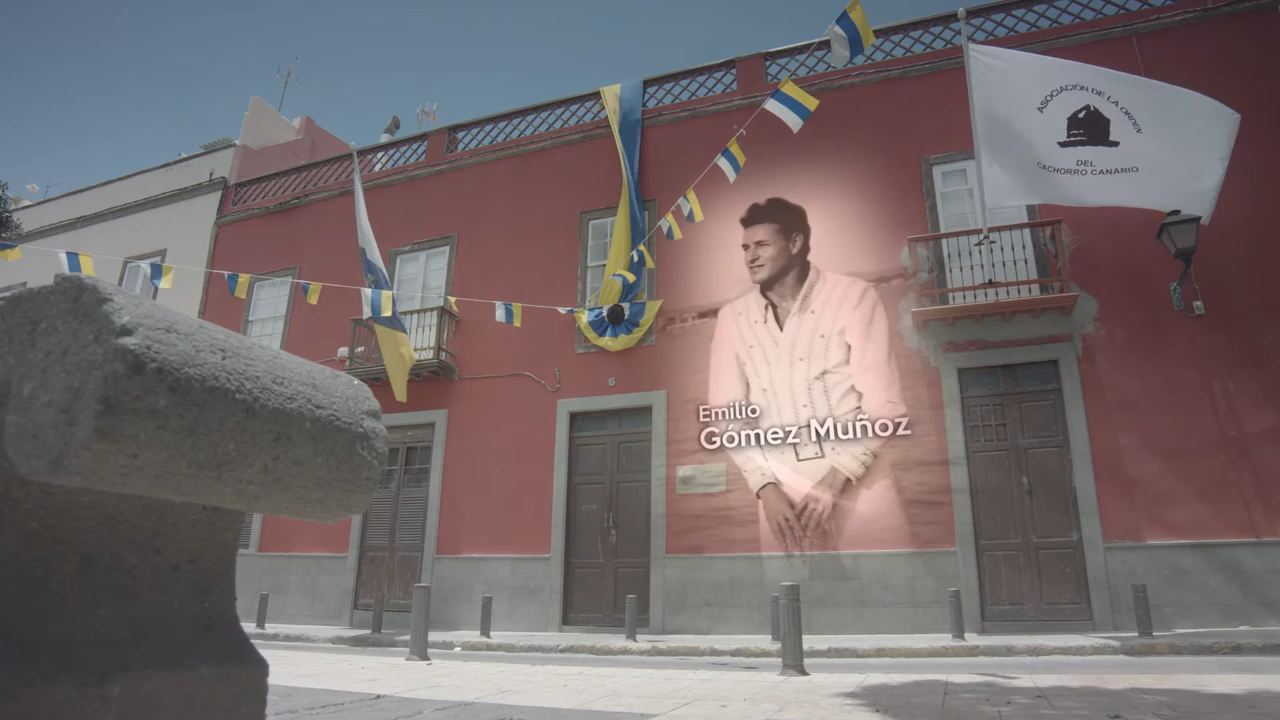 ASOCIACIÓN DE LA ORDEN
DEL
CACHORRO CANARIO
6
Emilio
Gómez Muñoz